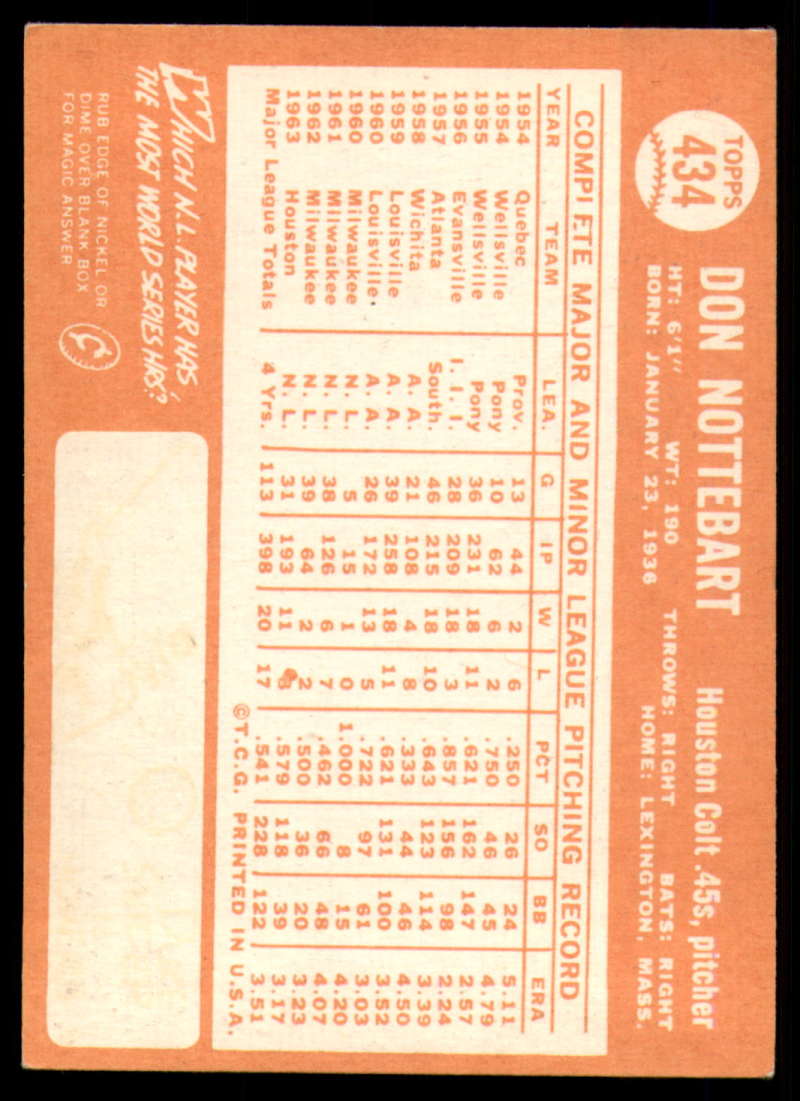 TOPPS
434
DON NOTTEBART Houston Colt .45s, pitcher
HT: 6'1" WT: 190 THROWS: RIGHT BATS: RIGHT
BORN: JANUARY 23, 1936 HOME: LEXINGTON, MASS.
COMPLETE MAJOR AND MINOR LEAGUE PITCHING RECORD
YEAR TEAM LEA. G IP W L PCT SO BB ERA
1954 Quebec Prov. 13 44 2 6 .250 26 24 5.11
1954 Wellsville Pony 10 62 6 2 .750 46 45 4.79
1955 Wellsville Pony 36 231 18 11 .621 162 147 2.57
1956 Evansville I. I. I. 28 209 18 3 .857 156 98 2.24
1957 Atlanta South. 46 215 18 10 .643 123 114 3.39
1958 Wichita A. A. 21 108 4 8 .333 44 46 4.50
1959 Louisville A. A. 39 258 18 11 .621 131 100 3.52
1960 Louisville A. A. 26 172 13 5 .722 97 61 3.03
1960 Milwaukee N. L. 5 15 1 0 1.000 8 15 4.20
1961 Milwaukee N. L. 38 126 6 7 .462 66 48 4.07
1962 Milwaukee N. L. 39 64 2 2 .500 36 20 3.23
1963 Houston N. L. 31 193 11 8 .579 118 39 3.17
Major League Totals 4 Yrs. 113 398 20 17 .541 228 122 3.51
©T.C.G. PRINTED IN U.S.A.
WHICH N.L. PLAYER HAS
THE MOST WORLD SERIES HRS.?
RUB EDGE OF NICKEL OR
DIME OVER BLANK BOX
FOR MAGIC ANSWER